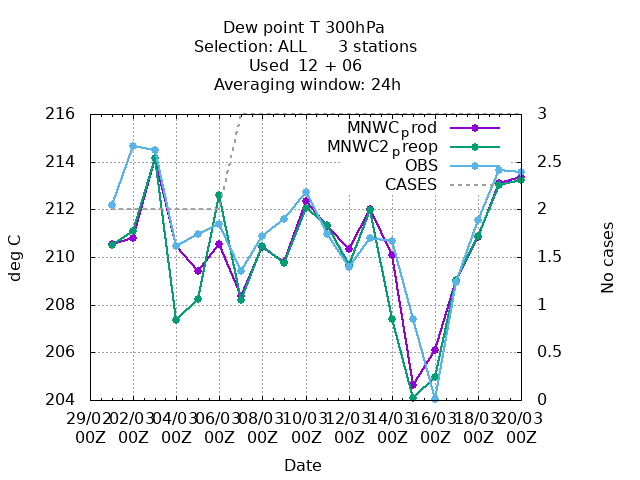 Dew point T 300hPa
Selection: ALL 3 stations
Used 12 + 06
Averaging window: 24h
216 3
MNWCprod
MNWC2preop
214 2.5
OBS
CASES
212 2
deg C
210 1.5
No cases
208 1
206 0.5
204 0
29/02 02/03 04/03 06/03 08/03 10/03 12/03 14/03 16/03 18/03 20/03
00Z 00Z 00Z 00Z 00Z 00Z 00Z 00Z 00Z 00Z 00Z
Date